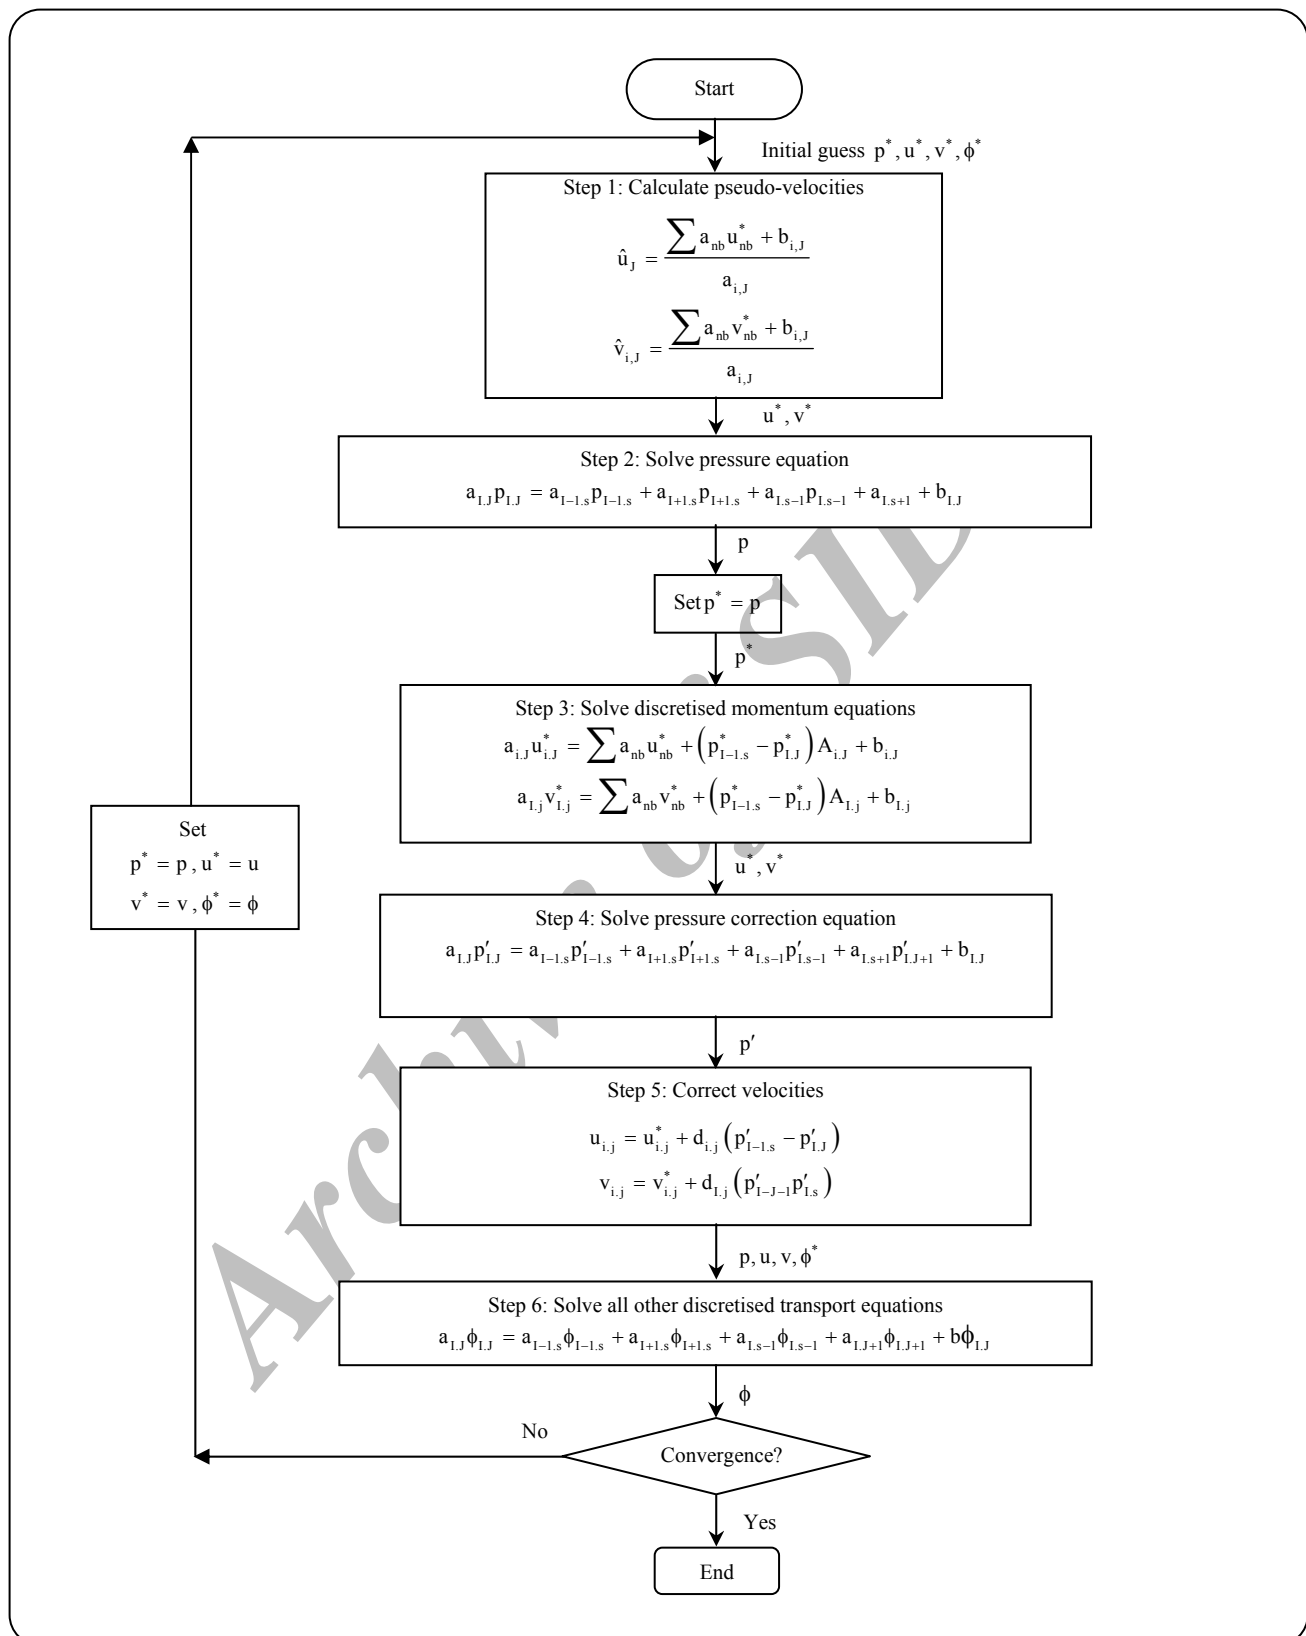 Start
Initial guess p*, u*, v*, ϕ*
Step 1: Calculate pseudo-velocities
û_J = (∑ a_nb u*_nb + b_i,J) / a_i,J
v̂_i,J = (∑ a_nb v*_nb + b_i,J) / a_i,J
u*, v*
Step 2: Solve pressure equation
a_I.J p_I.J = a_I−1.s p_I−1.s + a_I+1.s p_I+1.s + a_I.s−1 p_I.s−1 + a_I.s+1 + b_I.J
p
Set p* = p
p*
Step 3: Solve discretised momentum equations
a_i.J u*_i.J = ∑ a_nb u*_nb + (p*_I−1.s − p*_I.J) A_i.J + b_i.J
a_I.j v*_I.j = ∑ a_nb v*_nb + (p*_I−1.s − p*_I.J) A_I.j + b_I.j
u*, v*
Set
p* = p, u* = u
v* = v, ϕ* = ϕ
Step 4: Solve pressure correction equation
a_I.J p′_I.J = a_I−1.s p′_I−1.s + a_I+1.s p′_I+1.s + a_I.s−1 p′_I.s−1 + a_I.s+1 p′_I.J+1 + b_I.J
p′
Step 5: Correct velocities
u_i.j = u*_i.j + d_i.j (p′_I−1.s − p′_I.J)
v_i.j = v*_i.j + d_I.j (p′_I−J−1 p′_I.s)
p, u, v, ϕ*
Step 6: Solve all other discretised transport equations
a_I.J ϕ_I.J = a_I−1.s ϕ_I−1.s + a_I+1.s ϕ_I+1.s + a_I.s−1 ϕ_I.s−1 + a_I.J+1 ϕ_I.J+1 + bϕ_I.J
ϕ
No
Convergence?
Yes
End
Archive of SID